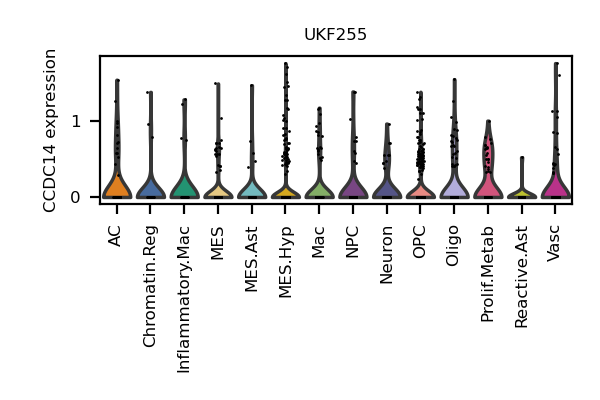 UKF255
CCDC14 expression
1
0
AC
Chromatin.Reg
Inflammatory.Mac
MES
MES.Ast
MES.Hyp
Mac
NPC
Neuron
OPC
Oligo
Prolif.Metab
Reactive.Ast
Vasc